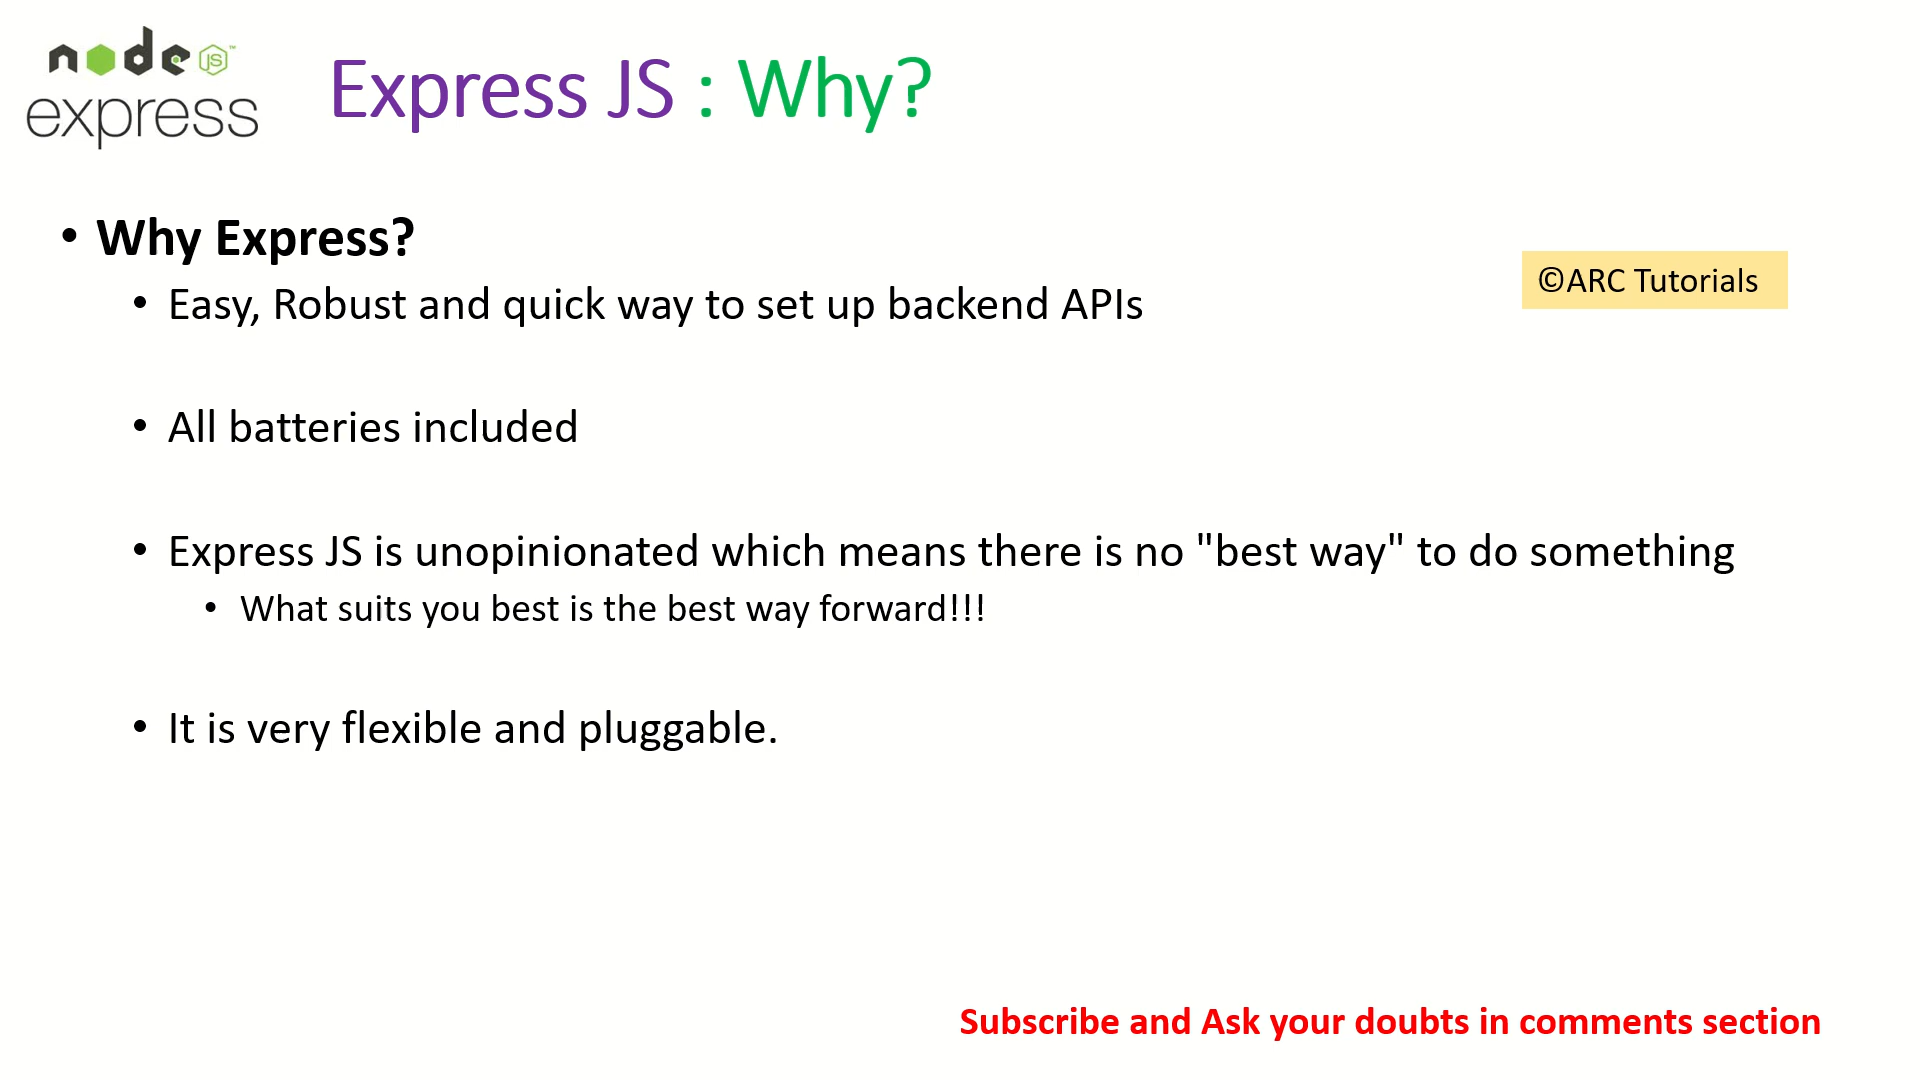 node JS™
express
Express JS : Why?
• Why Express?
• Easy, Robust and quick way to set up backend APIs
©ARC Tutorials
• All batteries included
• Express JS is unopinionated which means there is no "best way" to do something
• What suits you best is the best way forward!!!
• It is very flexible and pluggable.
Subscribe and Ask your doubts in comments section